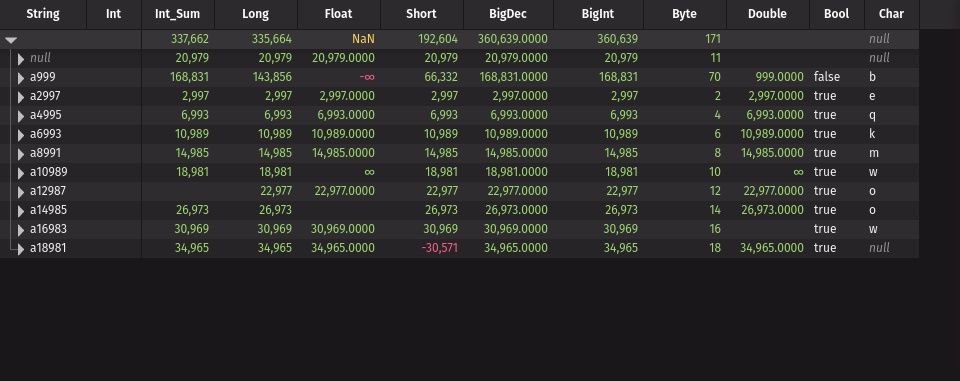 String Int Int_Sum Long Float Short BigDec BigInt Byte Double Bool Char
337,662 335,664 NaN 192,604 360,639.0000 360,639 171 null
null 20,979 20,979 20,979.0000 20,979 20,979.0000 20,979 11 null
a999 168,831 143,856 -∞ 66,332 168,831.0000 168,831 70 999.0000 false b
a2997 2,997 2,997 2,997.0000 2,997 2,997.0000 2,997 2 2,997.0000 true e
a4995 6,993 6,993 6,993.0000 6,993 6,993.0000 6,993 4 6,993.0000 true q
a6993 10,989 10,989 10,989.0000 10,989 10,989.0000 10,989 6 10,989.0000 true k
a8991 14,985 14,985 14,985.0000 14,985 14,985.0000 14,985 8 14,985.0000 true m
a10989 18,981 18,981 ∞ 18,981 18,981.0000 18,981 10 ∞ true w
a12987 22,977 22,977.0000 22,977 22,977.0000 22,977 12 22,977.0000 true o
a14985 26,973 26,973 26,973 26,973.0000 26,973 14 26,973.0000 true o
a16983 30,969 30,969 30,969.0000 30,969 30,969.0000 30,969 16 true w
a18981 34,965 34,965 34,965.0000 -30,571 34,965.0000 34,965 18 34,965.0000 true null